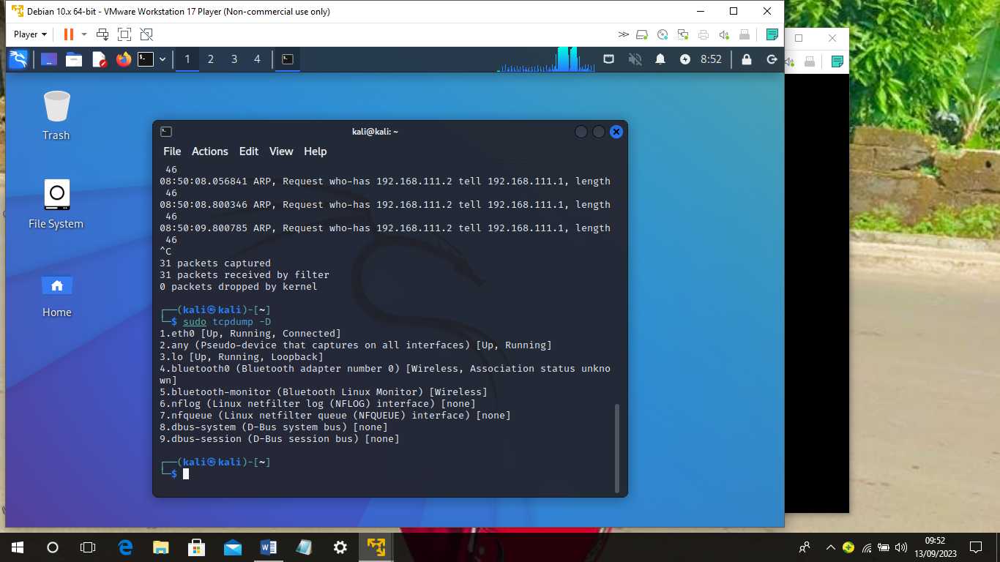 Debian 10.x 64-bit - VMware Workstation 17 Player (Non-commercial use only)
Player
1 2 3 4
8:52
Trash
File System
Home
kali@kali: ~
File Actions Edit View Help
46
08:50:08.056841 ARP, Request who-has 192.168.111.2 tell 192.168.111.1, length
46
08:50:08.800346 ARP, Request who-has 192.168.111.2 tell 192.168.111.1, length
46
08:50:09.800785 ARP, Request who-has 192.168.111.2 tell 192.168.111.1, length
46
^C
31 packets captured
31 packets received by filter
0 packets dropped by kernel
┌──(kali㉿kali)-[~]
└─$ sudo tcpdump -D
1.eth0 [Up, Running, Connected]
2.any (Pseudo-device that captures on all interfaces) [Up, Running]
3.lo [Up, Running, Loopback]
4.bluetooth0 (Bluetooth adapter number 0) [Wireless, Association status unkno
wn]
5.bluetooth-monitor (Bluetooth Linux Monitor) [Wireless]
6.nflog (Linux netfilter log (NFLOG) interface) [none]
7.nfqueue (Linux netfilter queue (NFQUEUE) interface) [none]
8.dbus-system (D-Bus system bus) [none]
9.dbus-session (D-Bus session bus) [none]
┌──(kali㉿kali)-[~]
└─$
09:52
13/09/2023